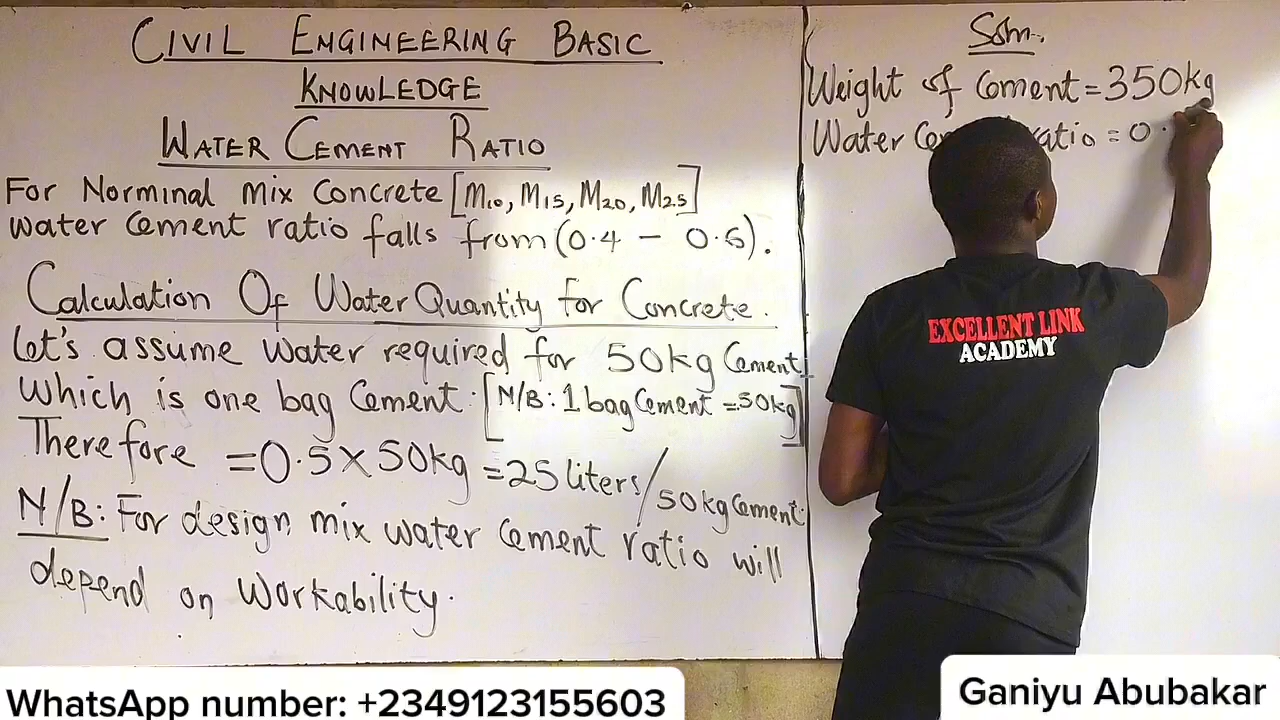 CIVIL ENGINEERING BASIC
KNOWLEDGE
WATER CEMENT RATIO
For Norminal mix Concrete [M10, M15, M20, M25]
water cement ratio falls from (0.4 - 0.6).
Calculation Of Water Quantity for Concrete.
Let's assume water required for 50kg Cement
Which is one bag Cement. [N/B: 1 bag Cement = 50kg]
Therefore = 0.5 x 50kg = 25 liters/50kg Cement.
N/B: For design mix water cement ratio will
depend on Workability.
Soln.
Weight of Cement = 350kg
Water ratio = 0.
EXCELLENT LINK
ACADEMY
WhatsApp number: +2349123155603
Ganiyu Abubakar